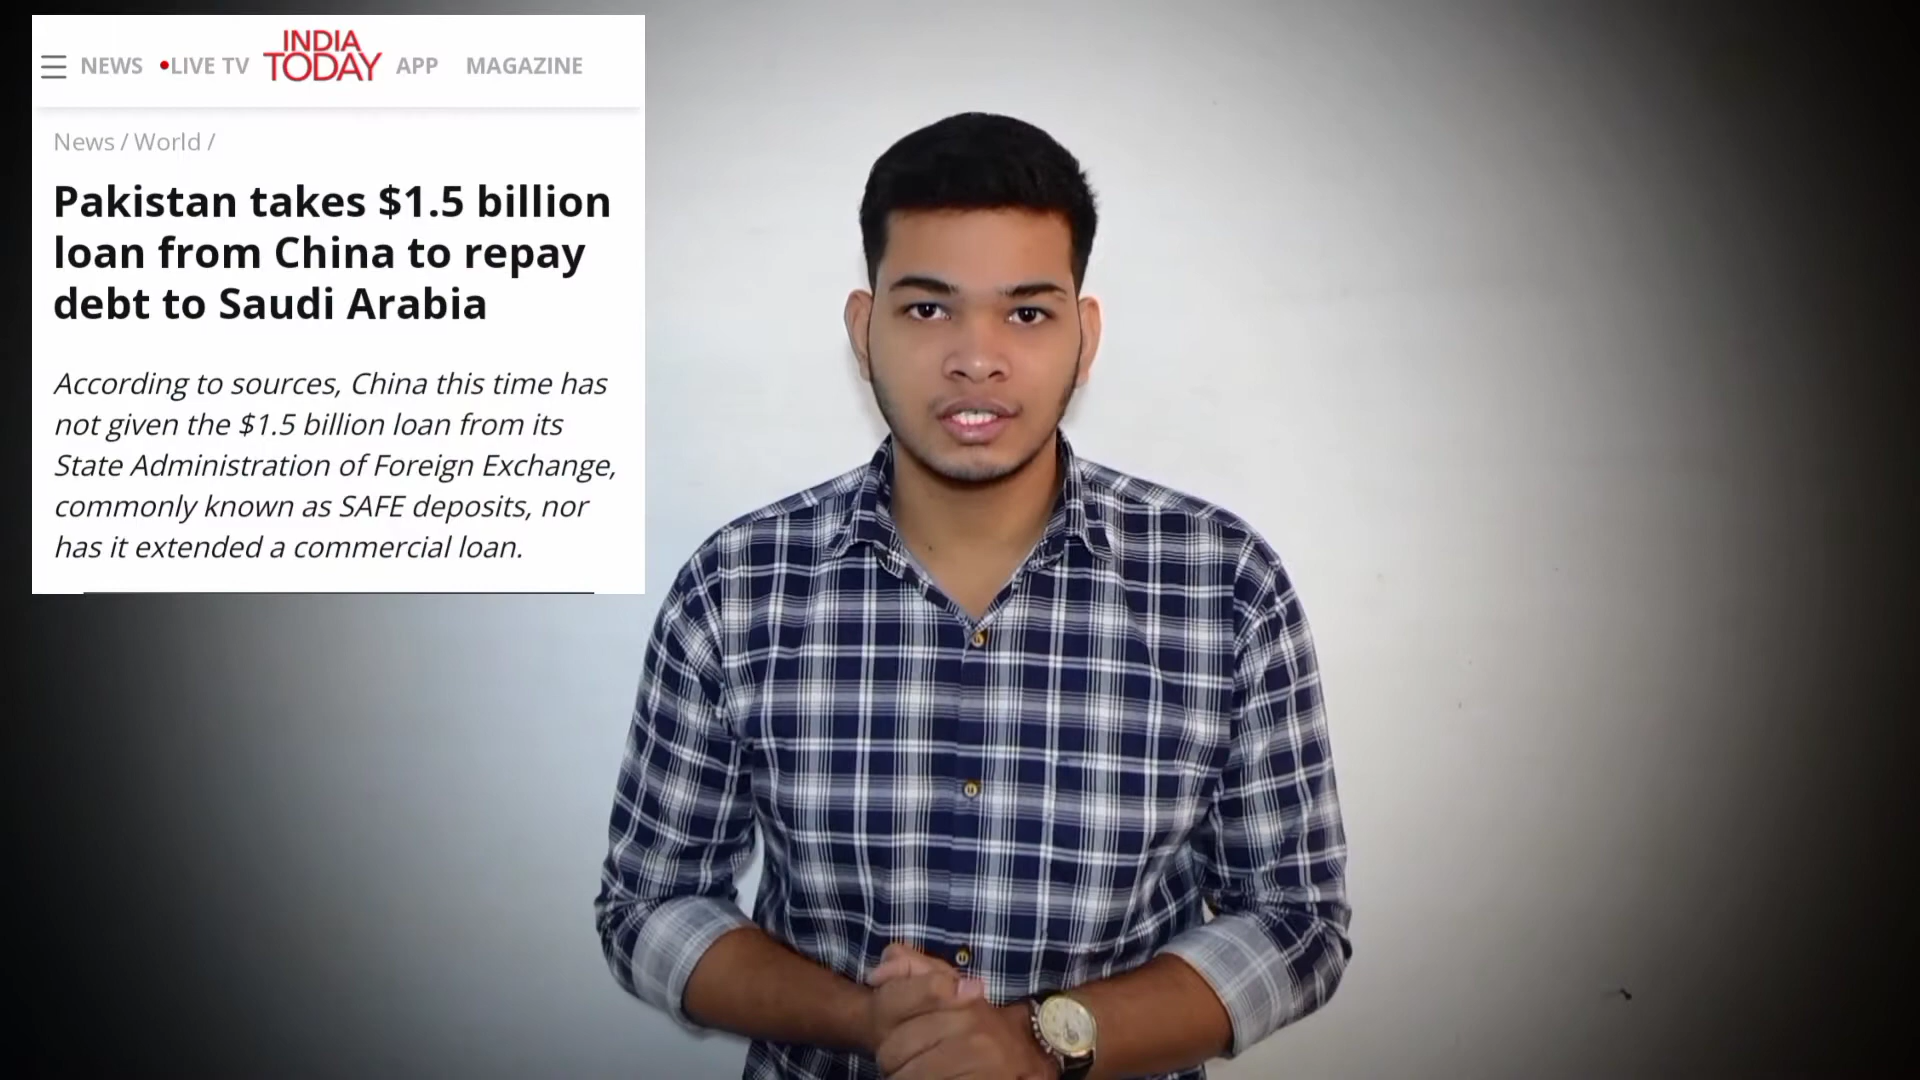 NEWS •LIVE TV INDIA TODAY APP MAGAZINE
News / World /
Pakistan takes $1.5 billion
loan from China to repay
debt to Saudi Arabia
According to sources, China this time has
not given the $1.5 billion loan from its
State Administration of Foreign Exchange,
commonly known as SAFE deposits, nor
has it extended a commercial loan.